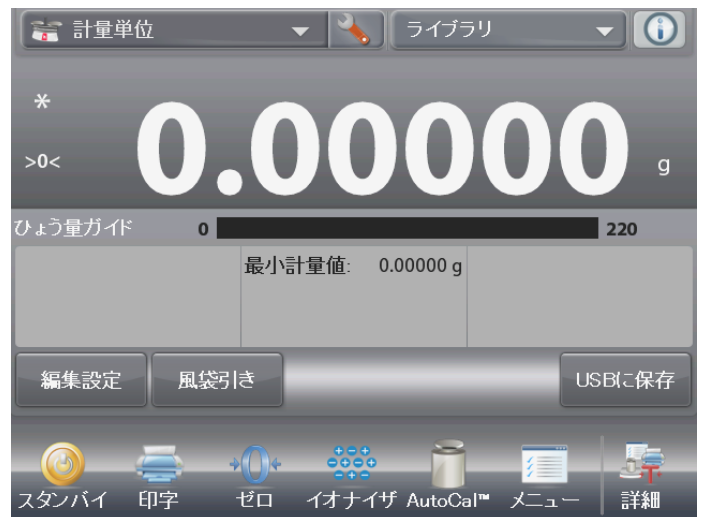 計量単位
ライブラリ
*
0.00000 g
>0<
ひょう量ガイド 0 220
最小計量値: 0.00000 g
編集設定 風袋引き USBに保存
スタンバイ 印字 ゼロ イオナイザ AutoCal™ メニュー 詳細